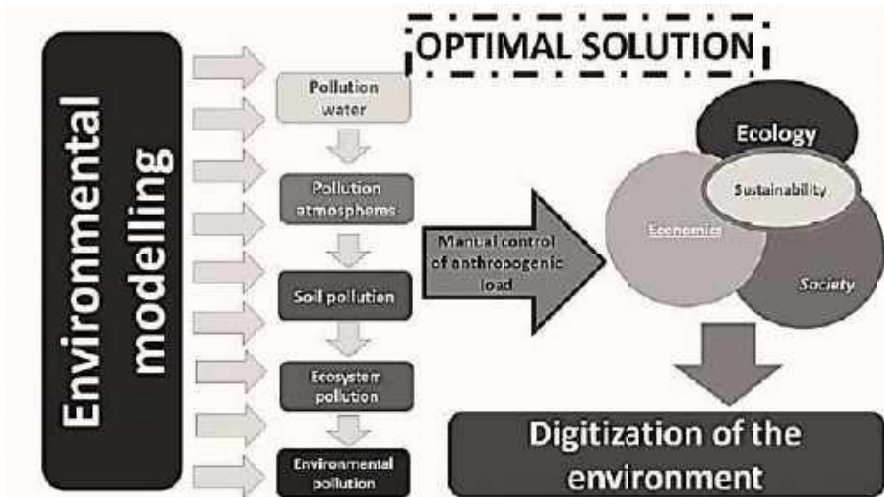 OPTIMAL SOLUTION
Environmental
modelling
Pollution
water
Pollution
atmosphems
Soil pollution
Ecosystem
pollution
Environmental
pollution
Manual control
of anthropogenic
load
Ecology
Sustainability
Economics
Society
Digitization of the
environment